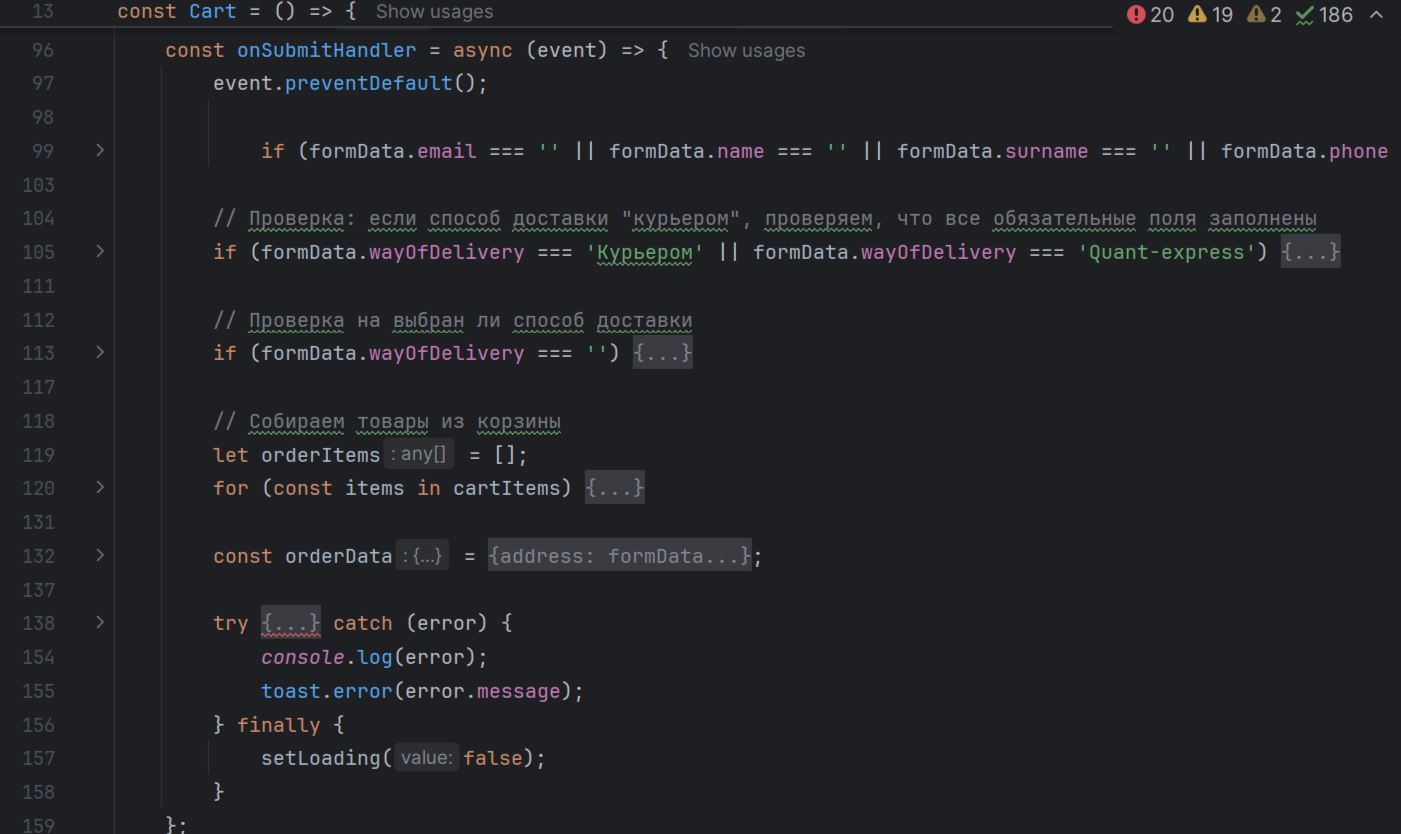 13 const Cart = () => { Show usages 20 19 2 186
96 const onSubmitHandler = async (event) => { Show usages
97 event.preventDefault();
98
99 if (formData.email === '' || formData.name === '' || formData.surname === '' || formData.phone
103
104 // Проверка: если способ доставки "курьером", проверяем, что все обязательные поля заполнены
105 if (formData.wayOfDelivery === 'Курьером' || formData.wayOfDelivery === 'Quant-express') {...}
111
112 // Проверка на выбран ли способ доставки
113 if (formData.wayOfDelivery === '') {...}
117
118 // Собираем товары из корзины
119 let orderItems : any[] = [];
120 for (const items in cartItems) {...}
131
132 const orderData : {...} = {address: formData...};
137
138 try {...} catch (error) {
154 console.log(error);
155 toast.error(error.message);
156 } finally {
157 setLoading( value: false);
158 }
159 };